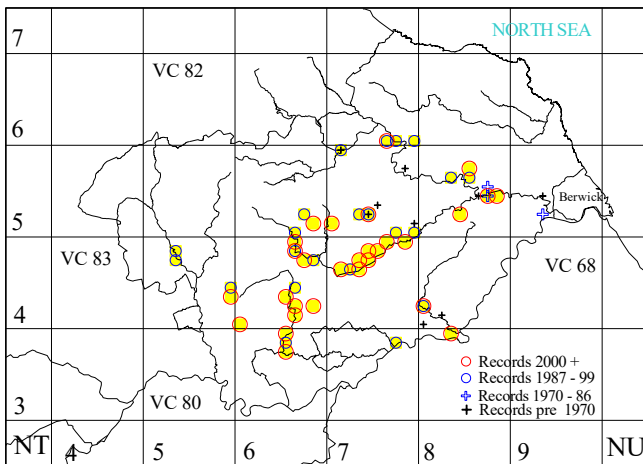 NORTH SEA
7
VC 82
6
Berwick
5
VC 83
VC 68
4
Records 2000 +
Records 1987 - 99
Records 1970 - 86
VC 80
Records pre 1970
3
NT 4 5 6 7 8 9 NU